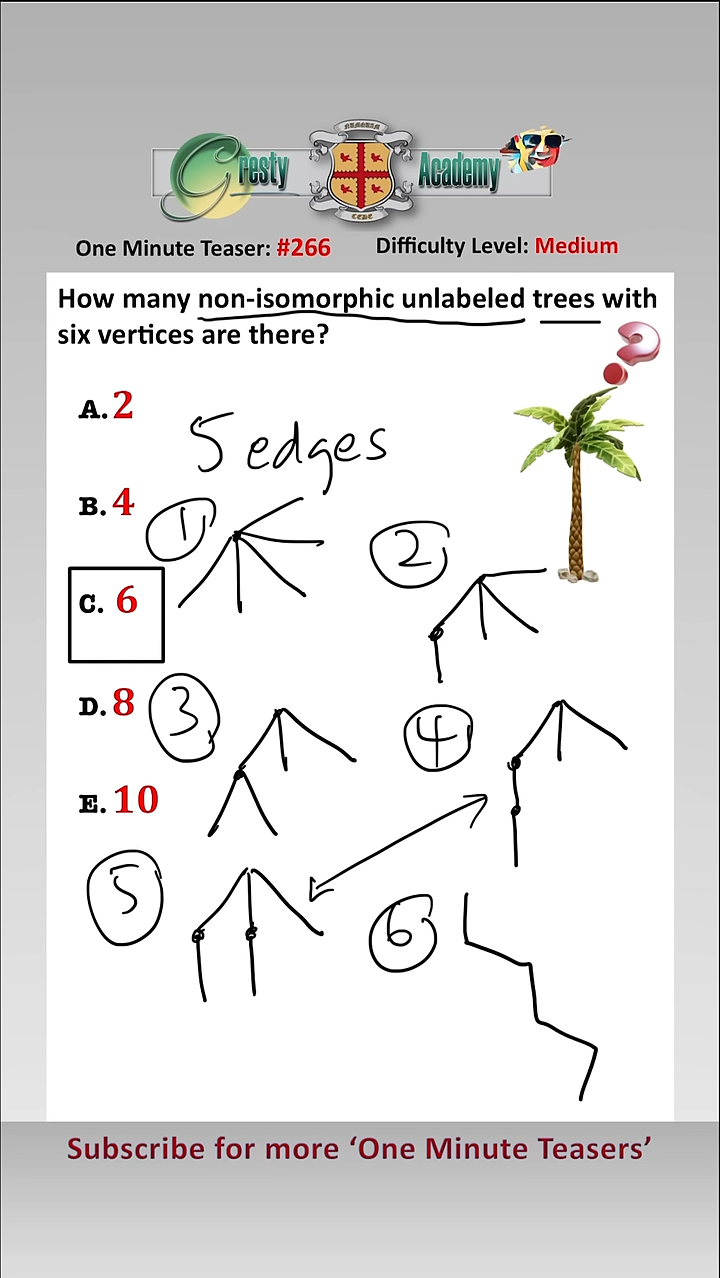 NUMQUAM
Gresty Academy
CEDE
One Minute Teaser: #266 Difficulty Level: Medium
How many non-isomorphic unlabeled trees with
six vertices are there?
?
A. 2
5 edges
B. 4
1
2
C. 6
D. 8
3
4
E. 10
5
6
Subscribe for more ‘One Minute Teasers’